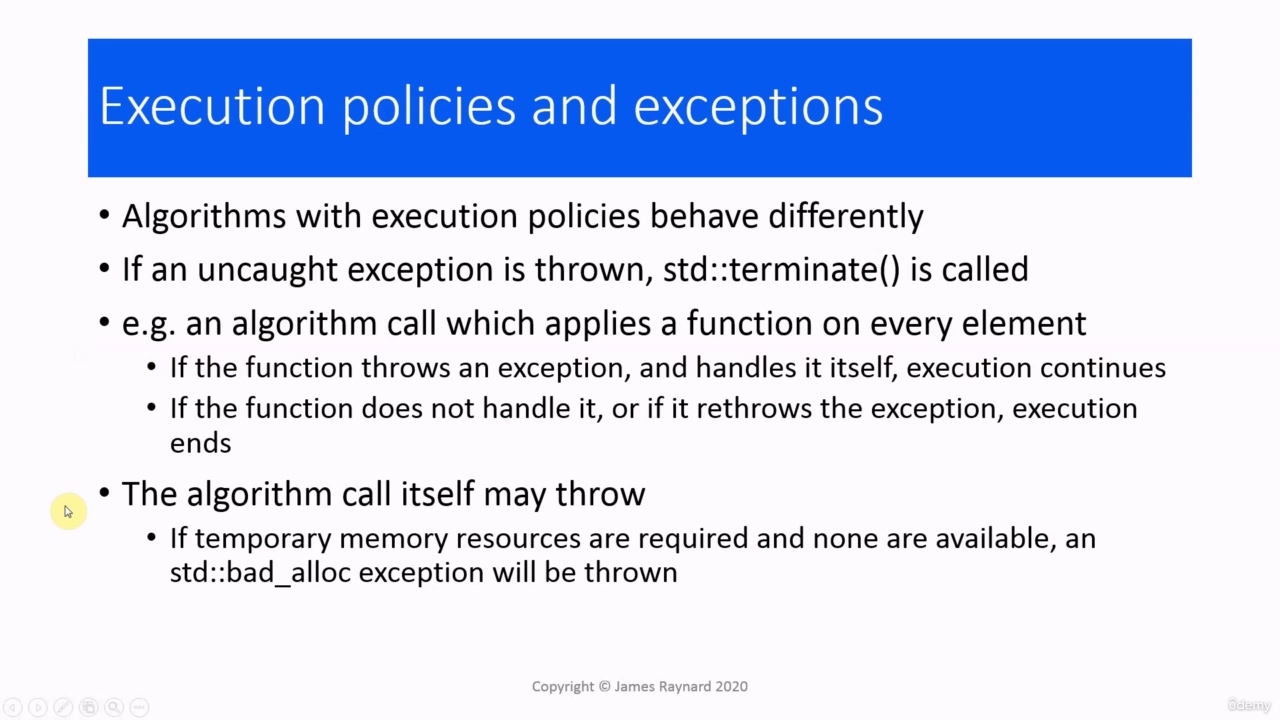 Execution policies and exceptions
• Algorithms with execution policies behave differently
• If an uncaught exception is thrown, std::terminate() is called
• e.g. an algorithm call which applies a function on every element
• If the function throws an exception, and handles it itself, execution continues
• If the function does not handle it, or if it rethrows the exception, execution
ends
• The algorithm call itself may throw
• If temporary memory resources are required and none are available, an
std::bad_alloc exception will be thrown
Copyright © James Raynard 2020
ûdemy